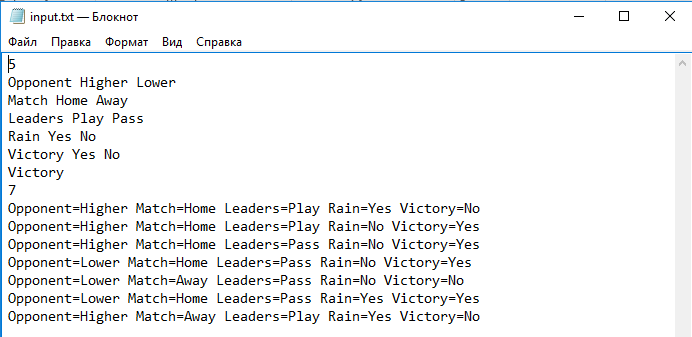 input.txt — Блокнот
Файл Правка Формат Вид Справка
5
Opponent Higher Lower
Match Home Away
Leaders Play Pass
Rain Yes No
Victory Yes No
Victory
7
Opponent=Higher Match=Home Leaders=Play Rain=Yes Victory=No
Opponent=Higher Match=Home Leaders=Play Rain=No Victory=Yes
Opponent=Higher Match=Home Leaders=Pass Rain=No Victory=Yes
Opponent=Lower Match=Home Leaders=Pass Rain=No Victory=Yes
Opponent=Lower Match=Away Leaders=Pass Rain=No Victory=No
Opponent=Lower Match=Home Leaders=Pass Rain=Yes Victory=Yes
Opponent=Higher Match=Away Leaders=Play Rain=Yes Victory=No